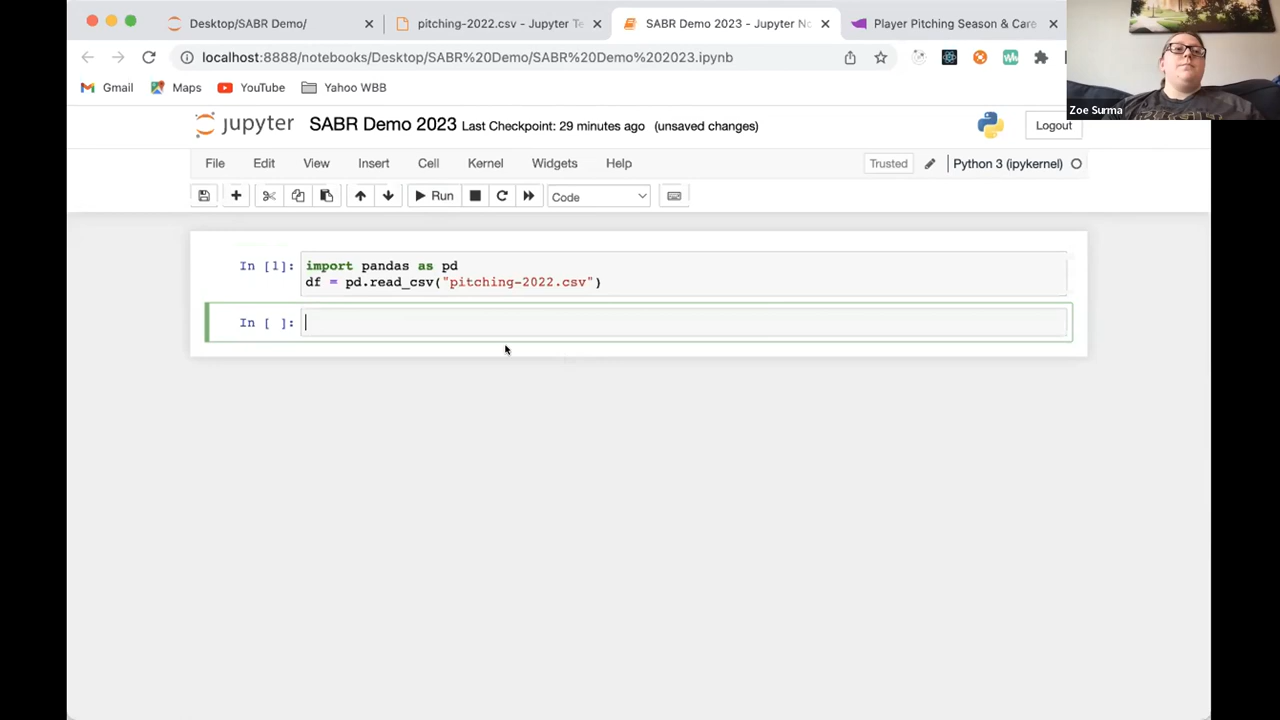 Desktop/SABR Demo/
pitching-2022.csv - Jupyter Te
SABR Demo 2023 - Jupyter No
Player Pitching Season & Care
localhost:8888/notebooks/Desktop/SABR%20Demo/SABR%20Demo%202023.ipynb
Gmail
Maps
YouTube
Yahoo WBB
Zoe Surma
jupyter SABR Demo 2023 Last Checkpoint: 29 minutes ago (unsaved changes)
Logout
File Edit View Insert Cell Kernel Widgets Help
Trusted
Python 3 (ipykernel)
Run
Code
In [1]: import pandas as pd
df = pd.read_csv("pitching-2022.csv")
In [ ]: